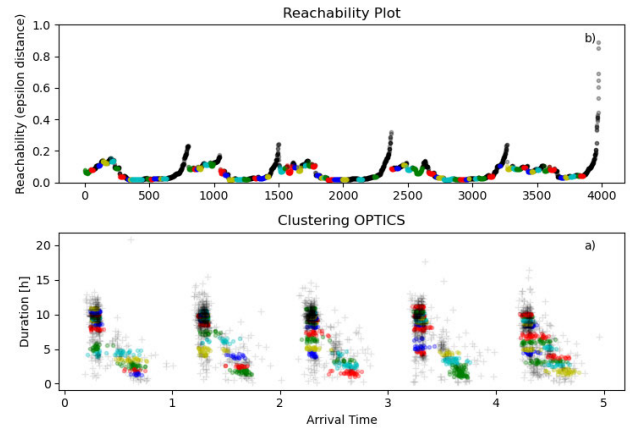 Reachability Plot
b)
Reachability (epsilon distance)
1.0
0.8
0.6
0.4
0.2
0.0
0 500 1000 1500 2000 2500 3000 3500 4000
Clustering OPTICS
a)
Duration [h]
20
15
10
5
0
0 1 2 3 4 5
Arrival Time